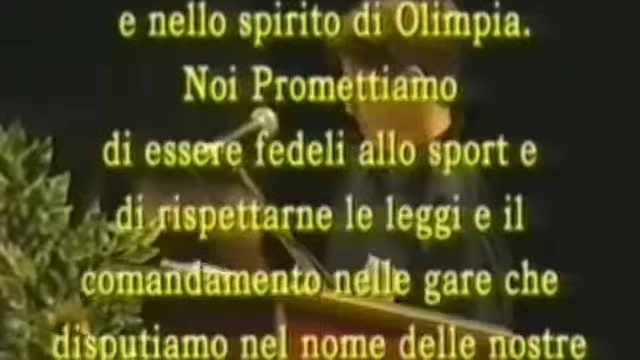 e nello spirito di Olimpia.
Noi Promettiamo
di essere fedeli allo sport e
di rispettarne le leggi e il
comandamento nelle gare che
disputiamo nel nome delle nostre